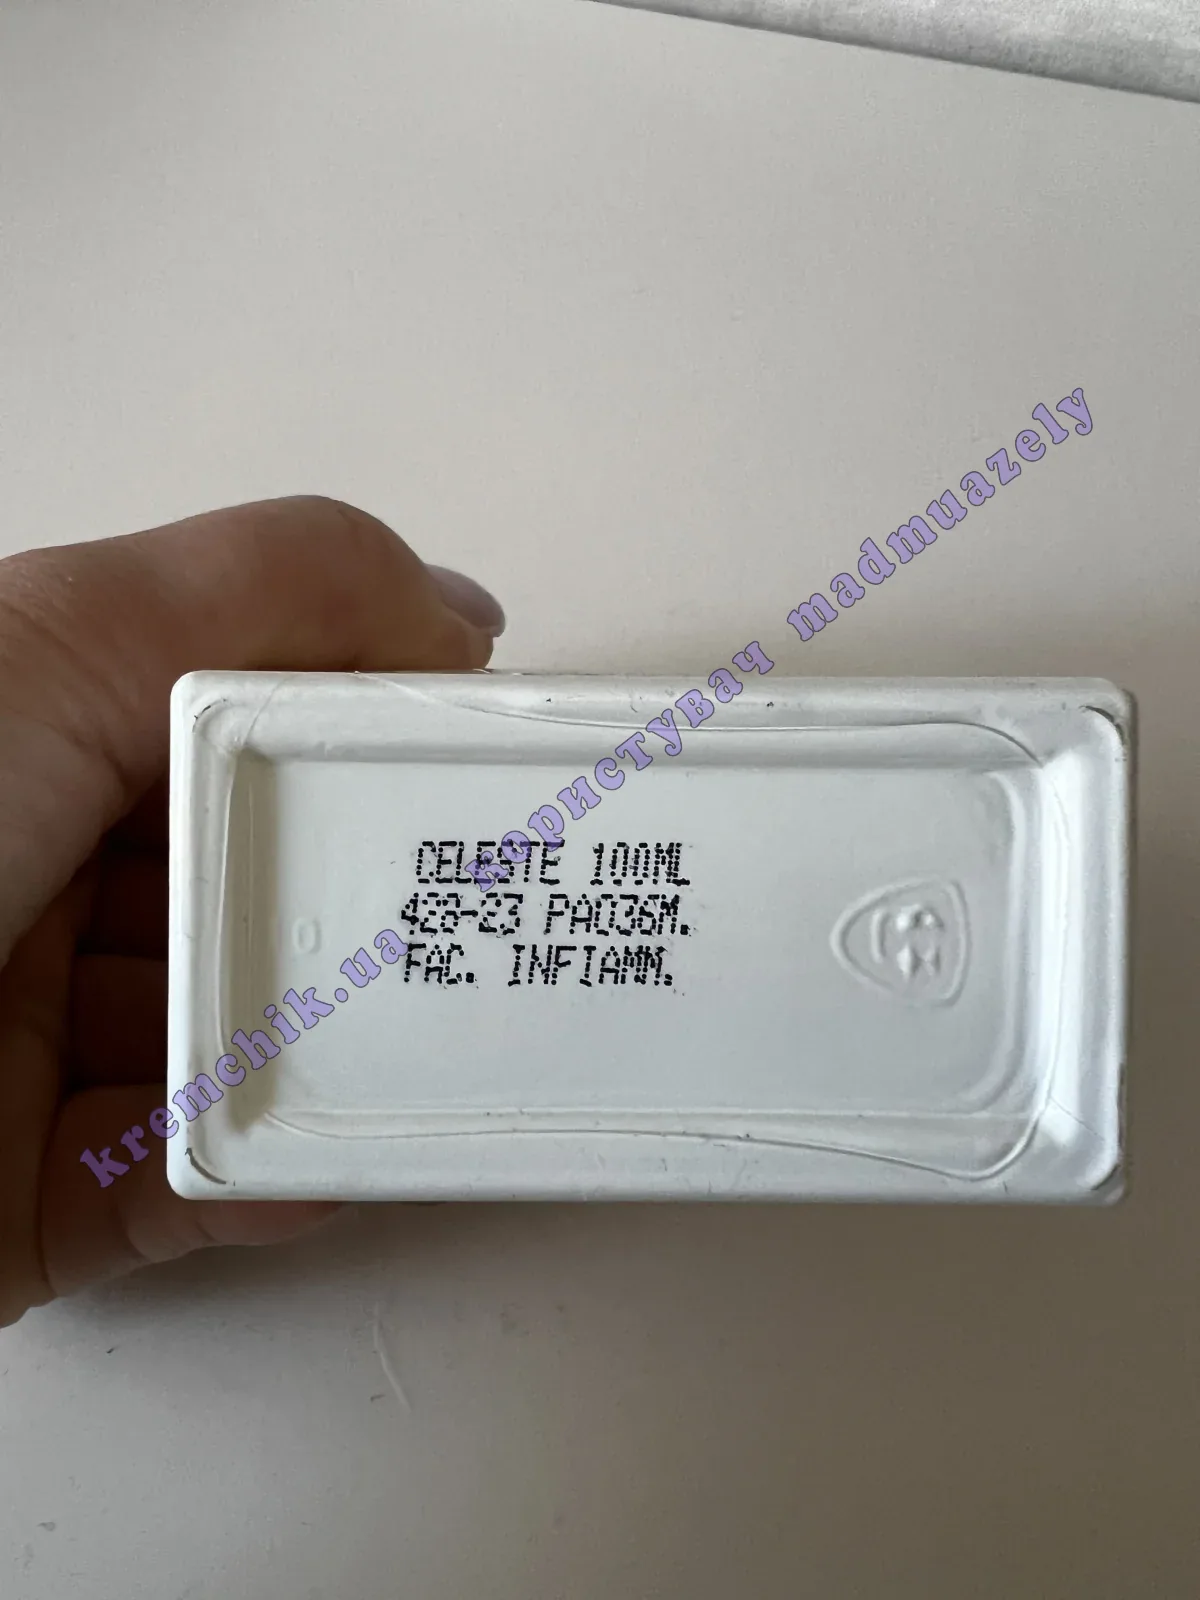 CELESTE 100ML
428-23 PAO36M.
FAC. INFIAMM.
kremchik.ua користувач madmuazely